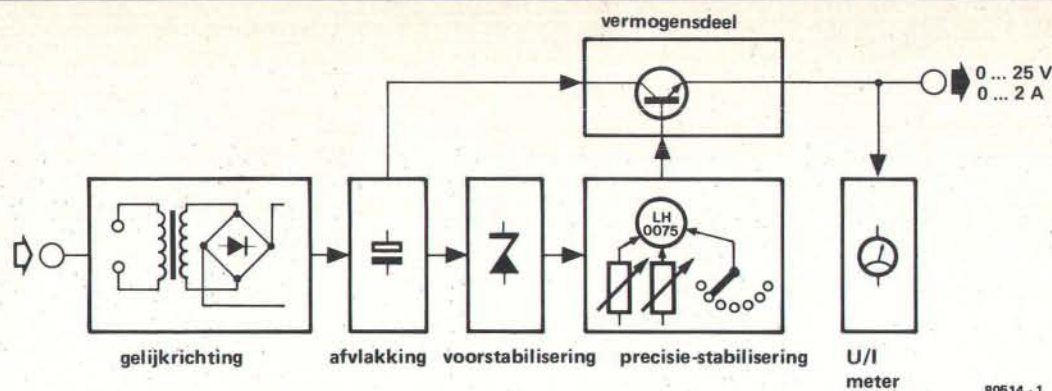 vermogensdeel
0 ... 25 V
0 ... 2 A
LH
0075
gelijkrichting
afvlakking
voorstabilisering
precisie-stabilisering
U/I
meter
80514 - 1